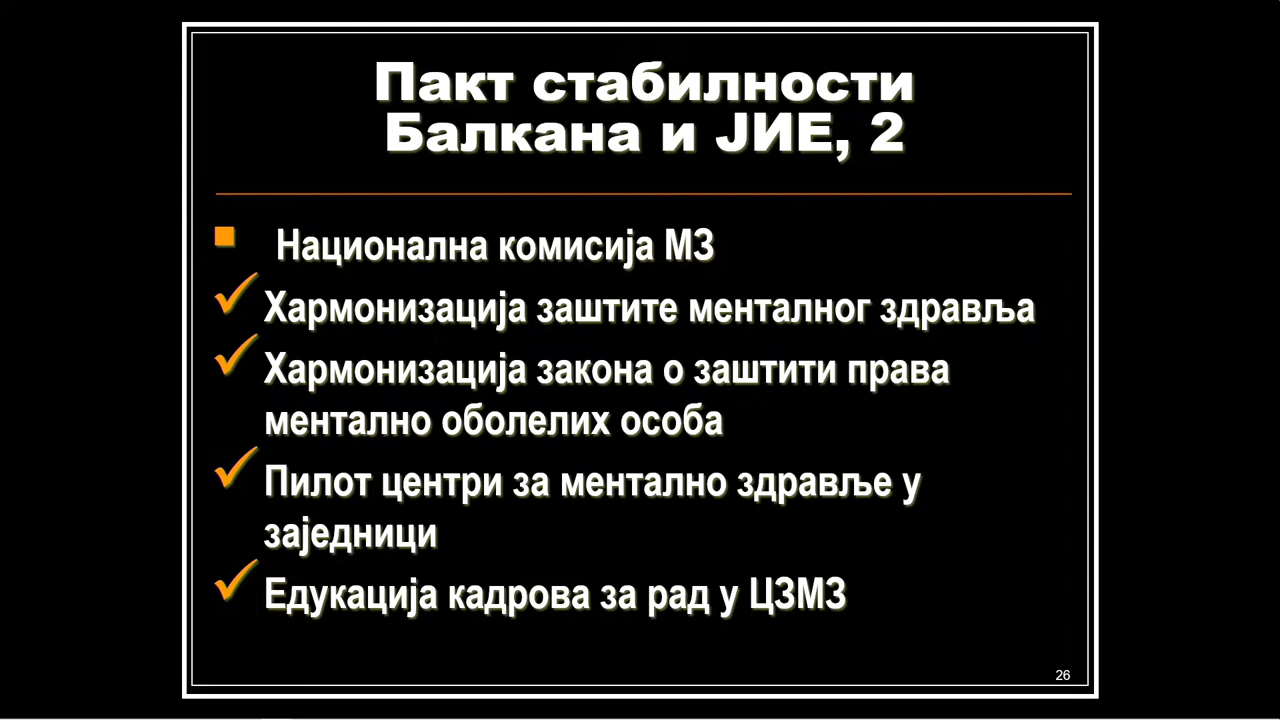 Пакт стабилности
Балкана и ЈИЕ, 2
Национална комисија МЗ
Хармонизација заштите менталног здравља
Хармонизација закона о заштити права
ментално оболелих особа
Пилот центри за ментално здравље у
заједници
Едукација кадрова за рад у ЦЗМЗ
26